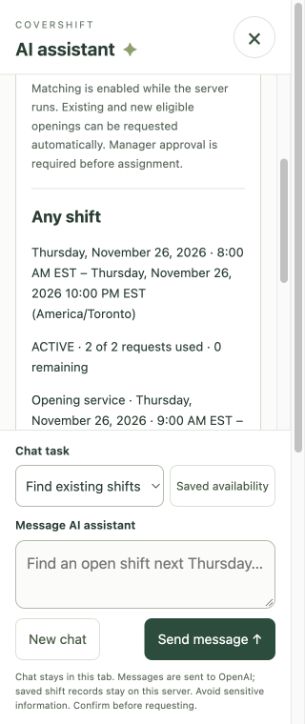 COVERSHIFT
AI assistant
Matching is enabled while the server
runs. Existing and new eligible
openings can be requested
automatically. Manager approval is
required before assignment.
Any shift
Thursday, November 26, 2026 · 8:00
AM EST – Thursday, November 26,
2026 10:00 PM EST
(America/Toronto)
ACTIVE · 2 of 2 requests used · 0
remaining
Opening service · Thursday,
November 26, 2026 · 9:00 AM EST –
Chat task
Find existing shifts
Saved availability
Message AI assistant
Find an open shift next Thursday...
New chat
Send message ↑
Chat stays in this tab. Messages are sent to OpenAI;
saved shift records stay on this server. Avoid sensitive
information. Confirm before requesting.